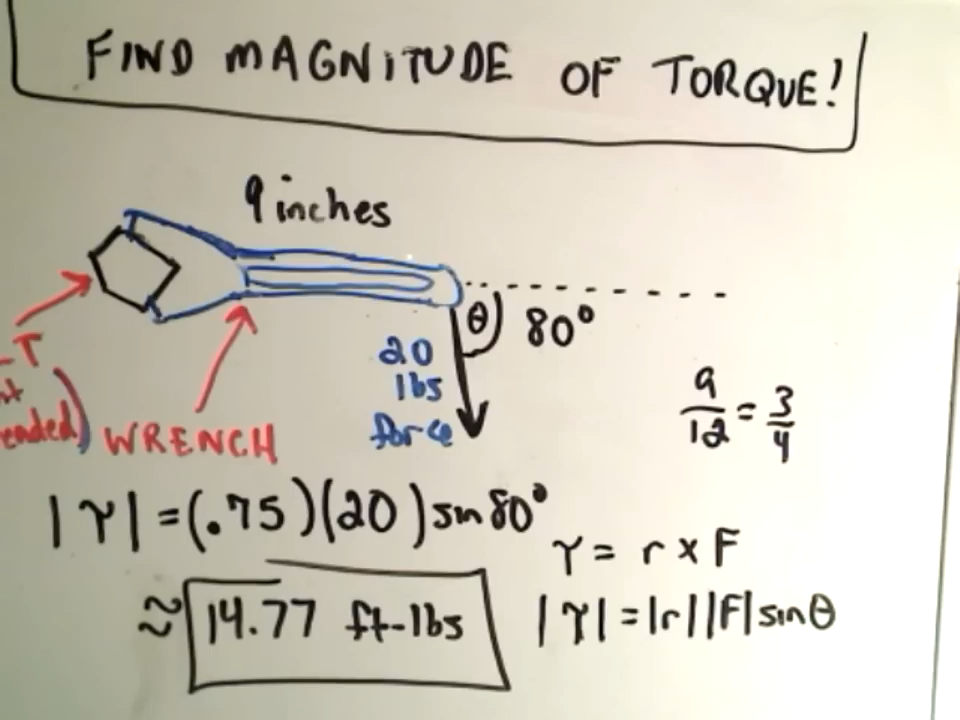 FIND MAGNITUDE OF TORQUE!
9 inches
θ 80°
20
lbs
force
9/12 = 3/4
WRENCH
|τ| = (.75)(20) sin 80°
τ = r × F
≈ 14.77 ft-lbs
|τ| = |r||F| sin θ